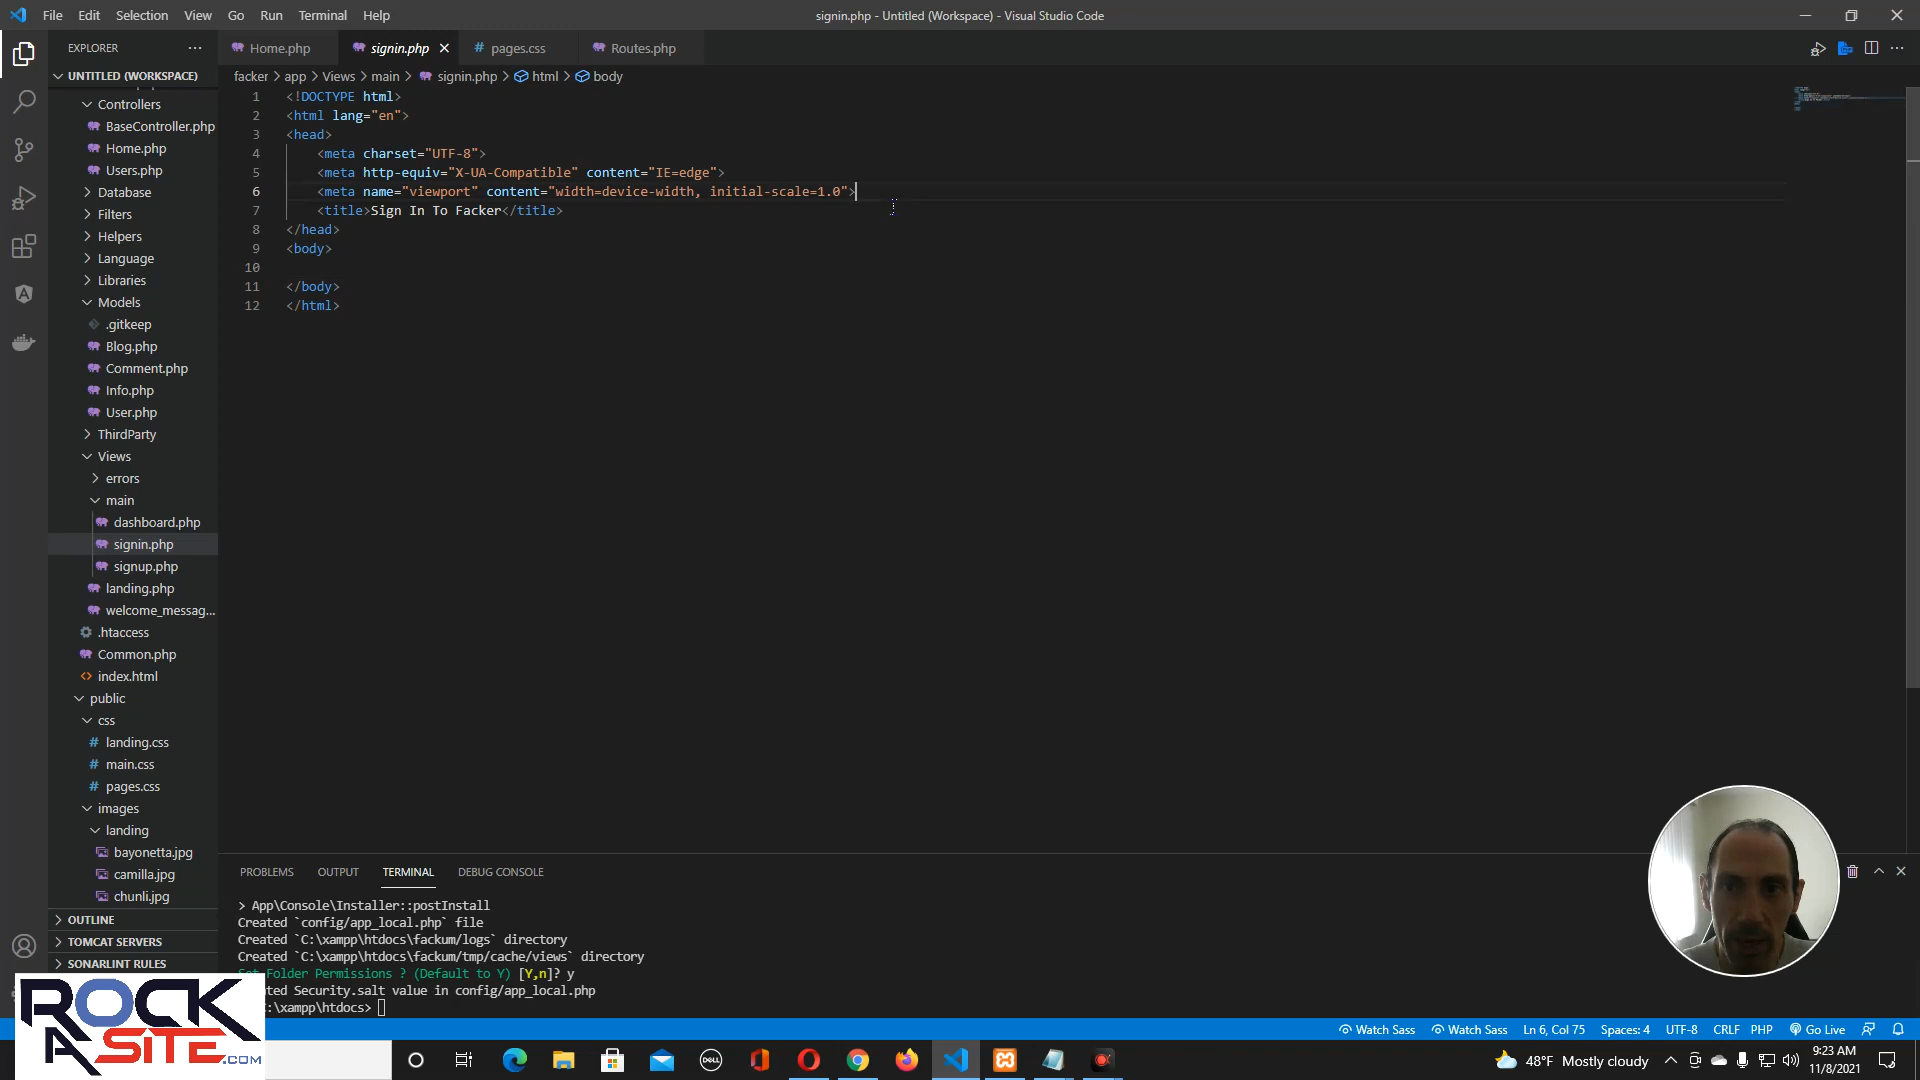 File Edit Selection View Go Run Terminal Help
signin.php - Untitled (Workspace) - Visual Studio Code
EXPLORER
Home.php
signin.php
pages.css
Routes.php
UNTITLED (WORKSPACE)
facker > app > Views > main > signin.php > html > body
Controllers
BaseController.php
Home.php
Users.php
Database
Filters
Helpers
Language
Libraries
Models
.gitkeep
Blog.php
Comment.php
Info.php
User.php
ThirdParty
Views
errors
main
dashboard.php
signin.php
signup.php
landing.php
welcome_messag...
.htaccess
Common.php
index.html
public
css
landing.css
main.css
pages.css
images
landing
bayonetta.jpg
camilla.jpg
chunli.jpg
OUTLINE
TOMCAT SERVERS
SONARLINT RULES
1 <!DOCTYPE html>
2 <html lang="en">
3 <head>
4 <meta charset="UTF-8">
5 <meta http-equiv="X-UA-Compatible" content="IE=edge">
6 <meta name="viewport" content="width=device-width, initial-scale=1.0">
7 <title>Sign In To Facker</title>
8 </head>
9 <body>
10
11 </body>
12 </html>
PROBLEMS OUTPUT TERMINAL DEBUG CONSOLE
> App\Console\Installer::postInstall
Created `config/app_local.php` file
Created `C:\xampp\htdocs\fackum/logs` directory
Created `C:\xampp\htdocs\fackum/tmp/cache/views` directory
Set Folder Permissions ? (Default to Y) [Y,n]? y
ted Security.salt value in config/app_local.php
:\xampp\htdocs>
ROCK
A SITE.COM
Watch Sass Watch Sass Ln 6, Col 75 Spaces: 4 UTF-8 CRLF PHP Go Live
DELL
48°F Mostly cloudy
9:23 AM
11/8/2021